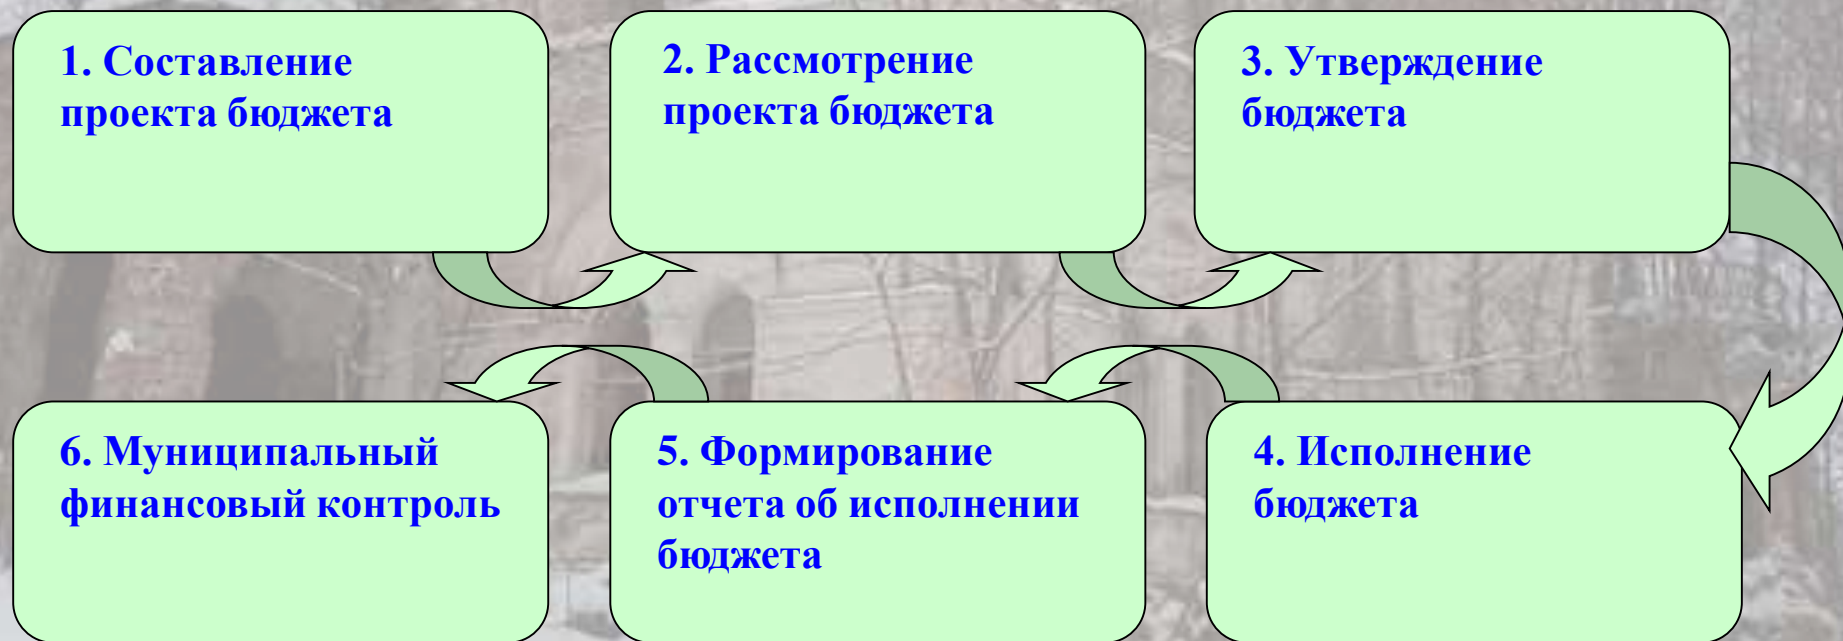 1. Составление
проекта бюджета
2. Рассмотрение
проекта бюджета
3. Утверждение
бюджета
4. Исполнение
бюджета
5. Формирование
отчета об исполнении
бюджета
6. Муниципальный
финансовый контроль